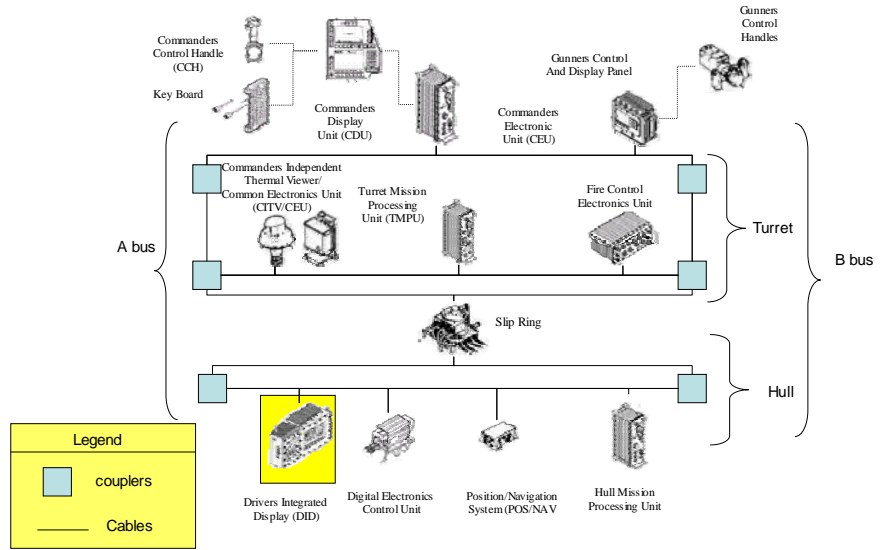 Commanders
Control Handle
(CCH)
Key Board
Commanders
Display
Unit (CDU)
Gunners Control
And Display Panel
Gunners
Control
Handles
Commanders
Electronic
Unit (CEU)
Commanders Independent
Thermal Viewer/
Common Electronics Unit
(CITV/CEU)
Turret Mission
Processing
Unit (TMPU)
Fire Control
Electronics Unit
Turret
A bus
B bus
Slip Ring
Hull
Legend
couplers
Cables
Drivers Integrated
Display (DID)
Digital Electronics
Control Unit
Position/Navigation
System (POS/NAV
Hull Mission
Processing Unit